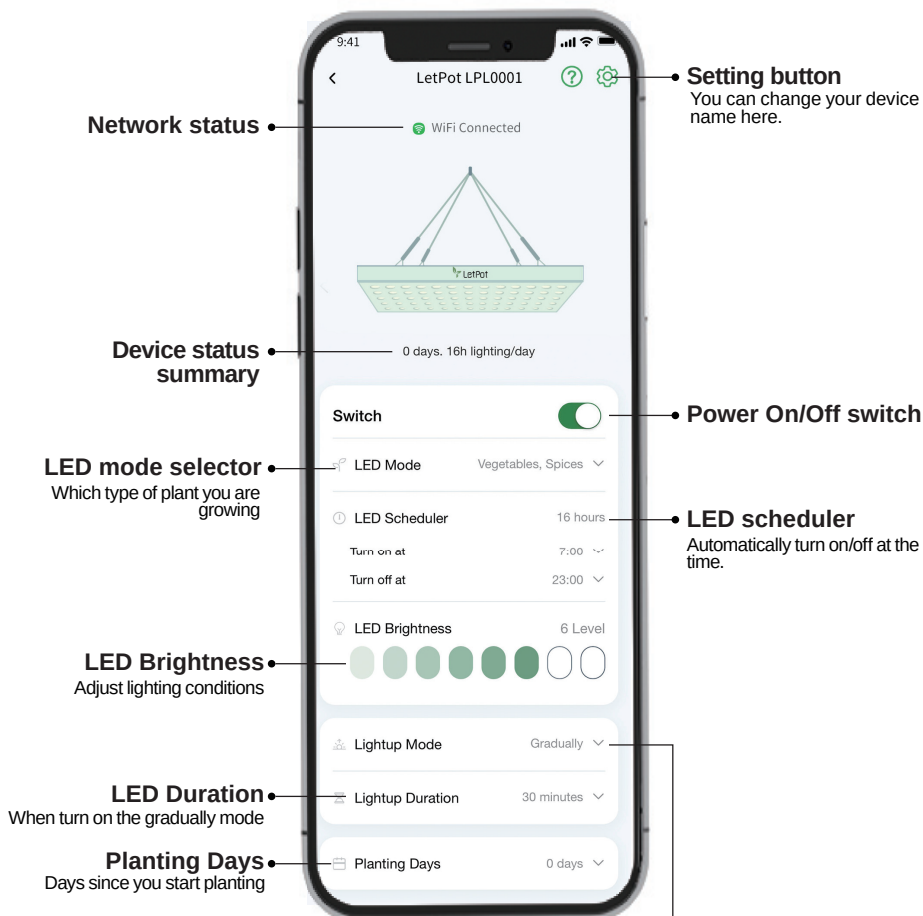 9:41
LetPot LPL0001
?
Setting button
You can change your device
name here.
Network status
WiFi Connected
LetPot
Device status
summary
0 days. 16h lighting/day
Switch
Power On/Off switch
LED mode selector
Which type of plant you are
growing
LED Mode
Vegetables, Spices
LED Scheduler
16 hours
LED scheduler
Automatically turn on/off at the
time.
Turn on at
7:00
Turn off at
23:00
LED Brightness
6 Level
LED Brightness
Adjust lighting conditions
Lightup Mode
Gradually
LED Duration
When turn on the gradually mode
Lightup Duration
30 minutes
Planting Days
Days since you start planting
Planting Days
0 days